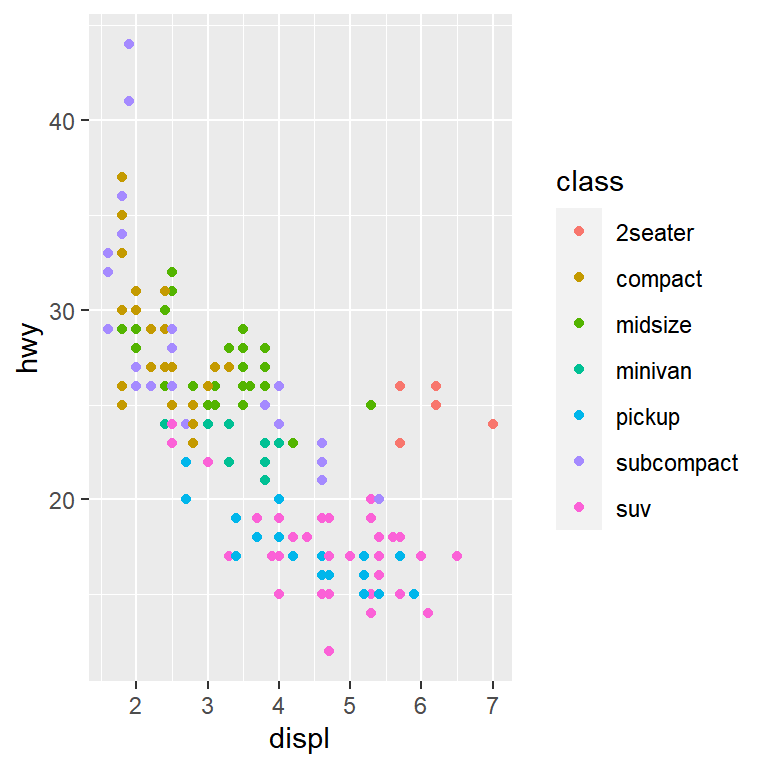 hwy
40
30
20
2
3
4
5
6
7
displ
class
2seater
compact
midsize
minivan
pickup
subcompact
suv